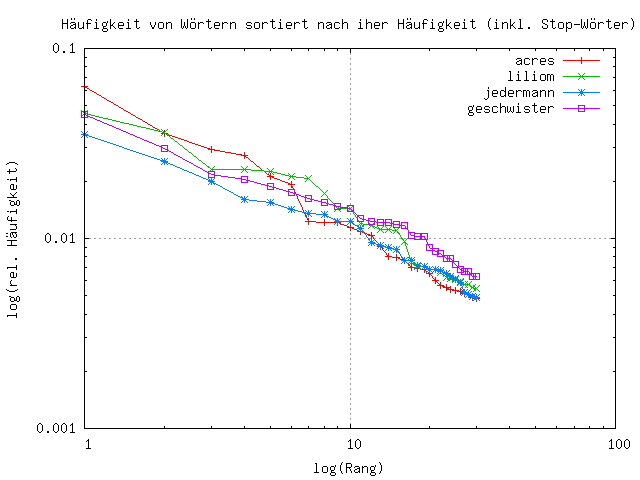 Häufigkeit von Wörtern sortiert nach iher Häufigkeit (inkl. Stop-Wörter)
0.1
acres
liliom
jedermann
geschwister
log(rel. Häufigkeit)
0.01
0.001
1 10 100
log(Rang)